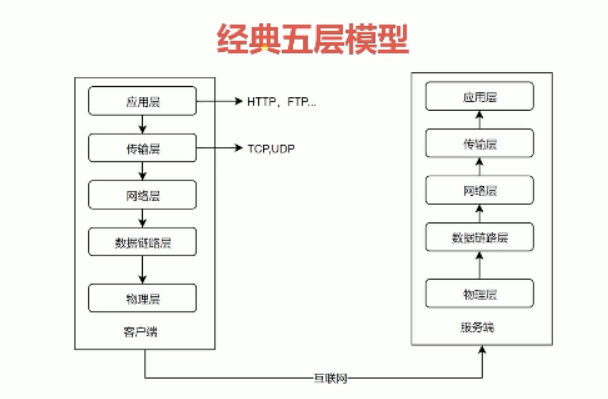 经典五层模型
应用层
HTTP，FTP...
传输层
TCP,UDP
网络层
数据链路层
物理层
客户端
应用层
传输层
网络层
数据链路层
物理层
服务端
互联网